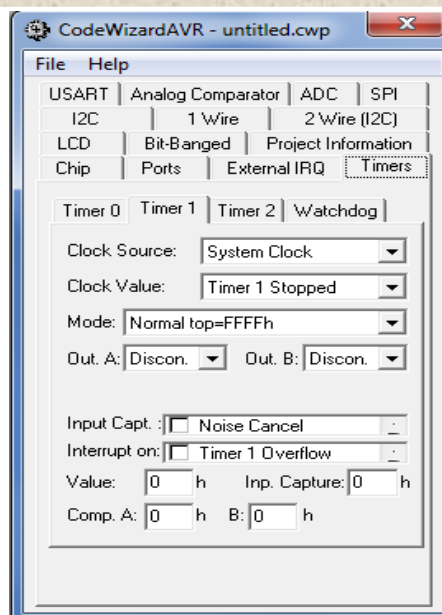 CodeWizardAVR - untitled.cwp
File Help
USART Analog Comparator ADC SPI
I2C 1 Wire 2 Wire (I2C)
LCD Bit-Banged Project Information
Chip Ports External IRQ Timers
Timer 0 Timer 1 Timer 2 Watchdog
Clock Source: System Clock
Clock Value: Timer 1 Stopped
Mode: Normal top=FFFFh
Out. A: Discon. Out. B: Discon.
Input Capt. : Noise Cancel
Interrupt on: Timer 1 Overflow
Value: 0 h Inp. Capture: 0 h
Comp. A: 0 h B: 0 h